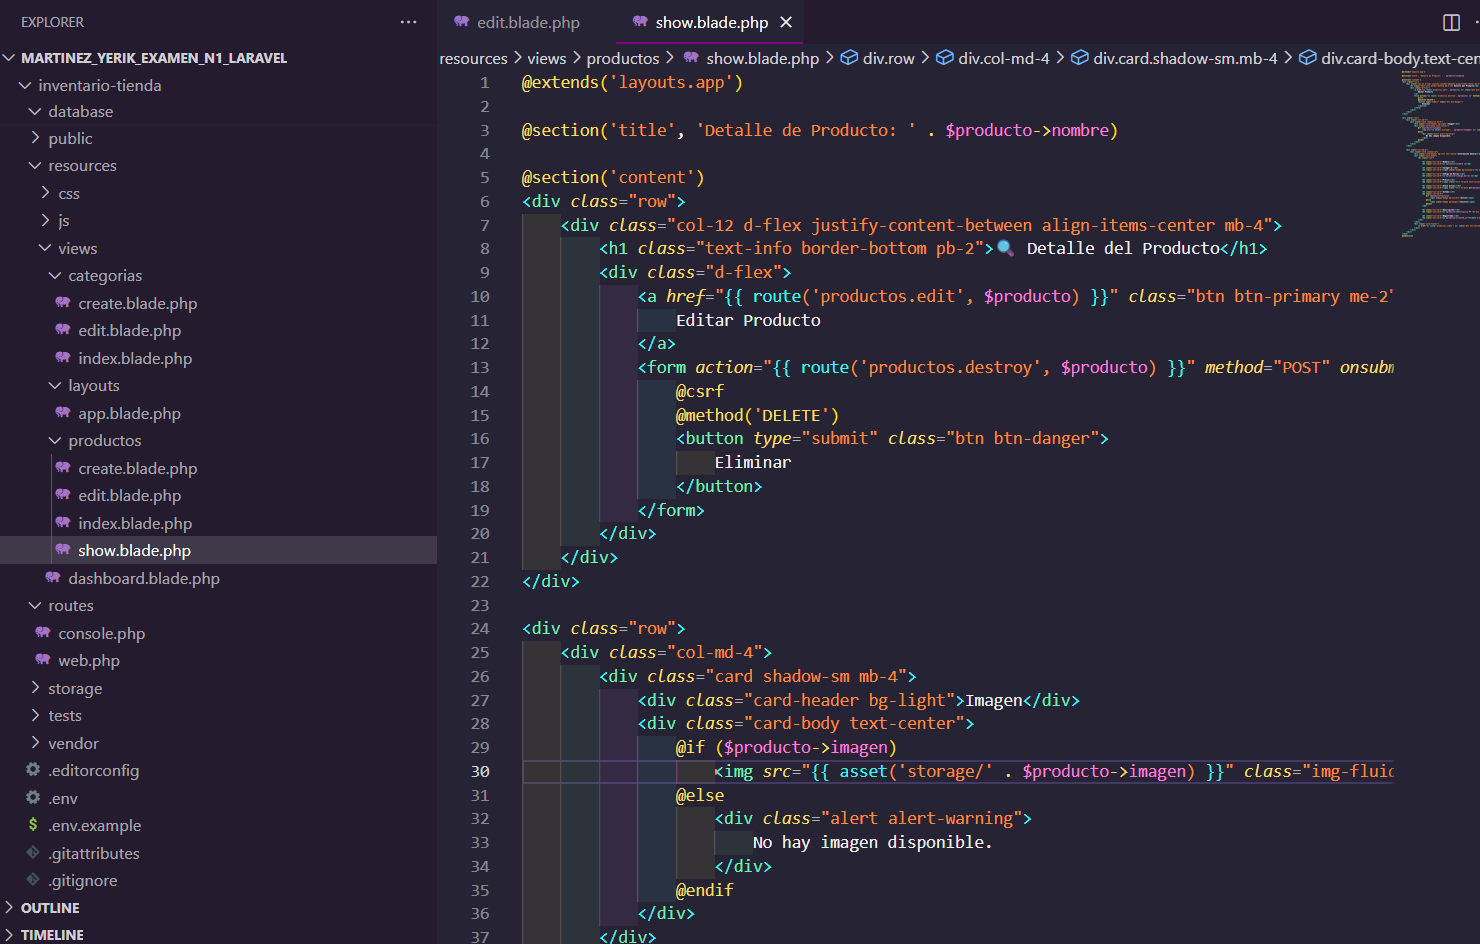 EXPLORER
MARTINEZ_YERIK_EXAMEN_N1_LARAVEL
inventario-tienda
database
public
resources
css
js
views
categorias
create.blade.php
edit.blade.php
index.blade.php
layouts
app.blade.php
productos
create.blade.php
edit.blade.php
index.blade.php
show.blade.php
dashboard.blade.php
routes
console.php
web.php
storage
tests
vendor
.editorconfig
.env
.env.example
.gitattributes
.gitignore
OUTLINE
TIMELINE
edit.blade.php
show.blade.php
resources > views > productos > show.blade.php > div.row > div.col-md-4 > div.card.shadow-sm.mb-4 > div.card-body.text-cen
1 @extends('layouts.app')
2
3 @section('title', 'Detalle de Producto: ' . $producto->nombre)
4
5 @section('content')
6 <div class="row">
7 <div class="col-12 d-flex justify-content-between align-items-center mb-4">
8 <h1 class="text-info border-bottom pb-2">🔍 Detalle del Producto</h1>
9 <div class="d-flex">
10 <a href="{{ route('productos.edit', $producto) }}" class="btn btn-primary me-2"
11 Editar Producto
12 </a>
13 <form action="{{ route('productos.destroy', $producto) }}" method="POST" onsubm
14 @csrf
15 @method('DELETE')
16 <button type="submit" class="btn btn-danger">
17 Eliminar
18 </button>
19 </form>
20 </div>
21 </div>
22 </div>
23
24 <div class="row">
25 <div class="col-md-4">
26 <div class="card shadow-sm mb-4">
27 <div class="card-header bg-light">Imagen</div>
28 <div class="card-body text-center">
29 @if ($producto->imagen)
30 <img src="{{ asset('storage/' . $producto->imagen) }}" class="img-fluid
31 @else
32 <div class="alert alert-warning">
33 No hay imagen disponible.
34 </div>
35 @endif
36 </div>
37 </div>